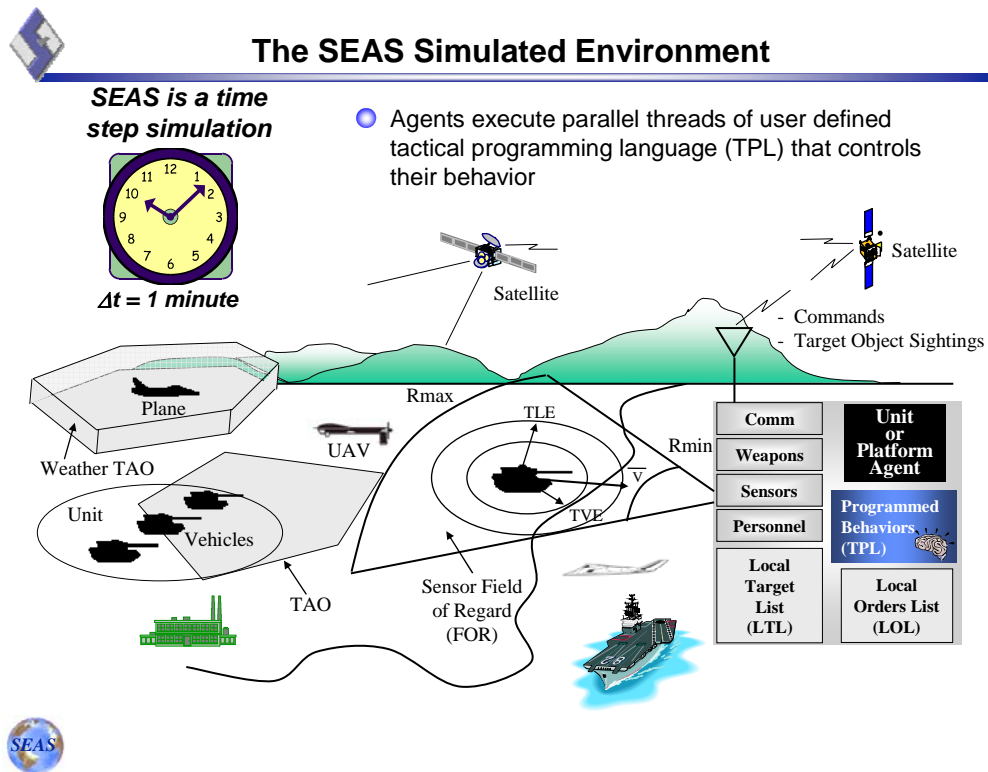 The SEAS Simulated Environment
SEAS is a time
step simulation
12
1
2
3
4
5
6
7
8
9
10
11
Δt = 1 minute
Agents execute parallel threads of user defined
tactical programming language (TPL) that controls
their behavior
Satellite
Satellite
- Commands
- Target Object Sightings
Plane
Weather TAO
UAV
Rmax
TLE
Rmin
V
TVE
Unit
Vehicles
TAO
Sensor Field
of Regard
(FOR)
Comm
Weapons
Sensors
Personnel
Local
Target
List
(LTL)
Unit
or
Platform
Agent
Programmed
Behaviors
(TPL)
Local
Orders List
(LOL)
SEAS